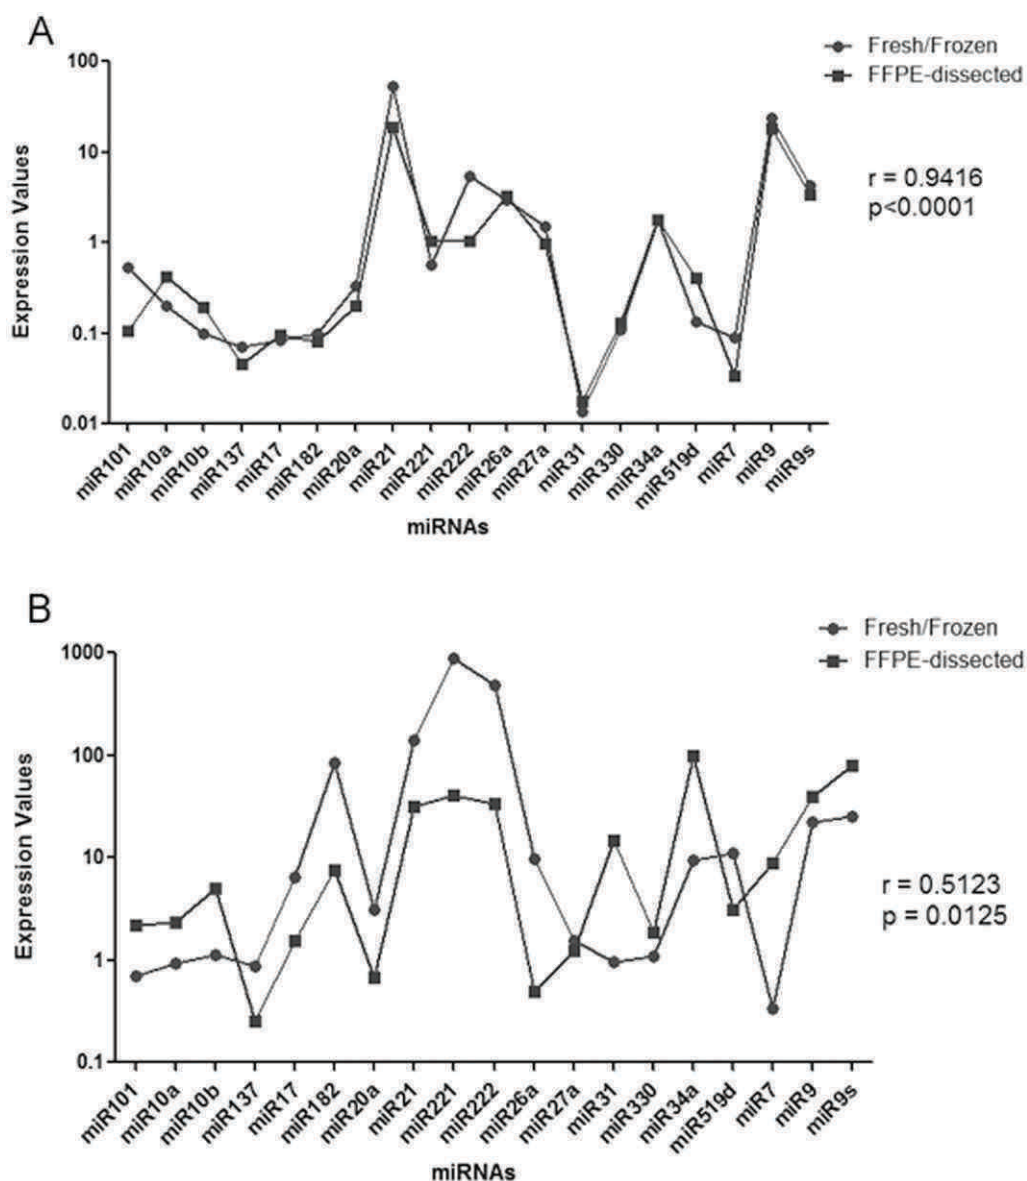 A
Fresh/Frozen
FFPE-dissected
100
10
1
0.1
0.01
Expression Values
r = 0.9416
p<0.0001
miR101
miR10a
miR10b
miR137
miR17
miR182
miR20a
miR21
miR221
miR222
miR26a
miR27a
miR31
miR330
miR34a
miR519d
miR7
miR9
miR9s
miRNAs
B
Fresh/Frozen
FFPE-dissected
1000
100
10
1
0.1
Expression Values
r = 0.5123
p = 0.0125
miR101
miR10a
miR10b
miR137
miR17
miR182
miR20a
miR21
miR221
miR222
miR26a
miR27a
miR31
miR330
miR34a
miR519d
miR7
miR9
miR9s
miRNAs